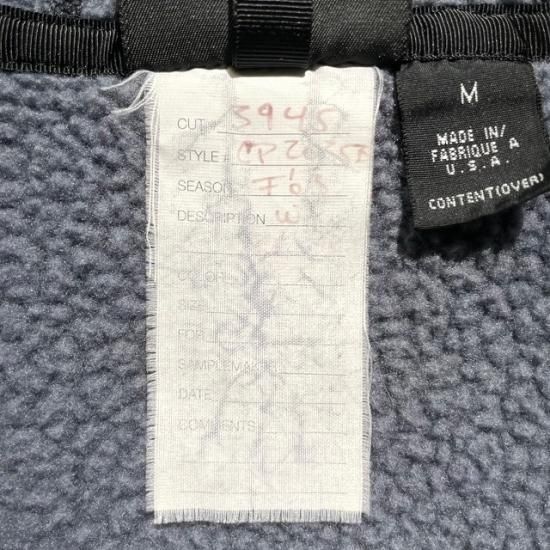 CUT # 3945
STYLE #
SEASON
DESCRIPTION W
COLOR
SIZE
FOR
SAMPLEMAKER
DATE
COMMENTS
M
MADE IN/
FABRIQUE A
U.S.A.
CONTENT(OVER)